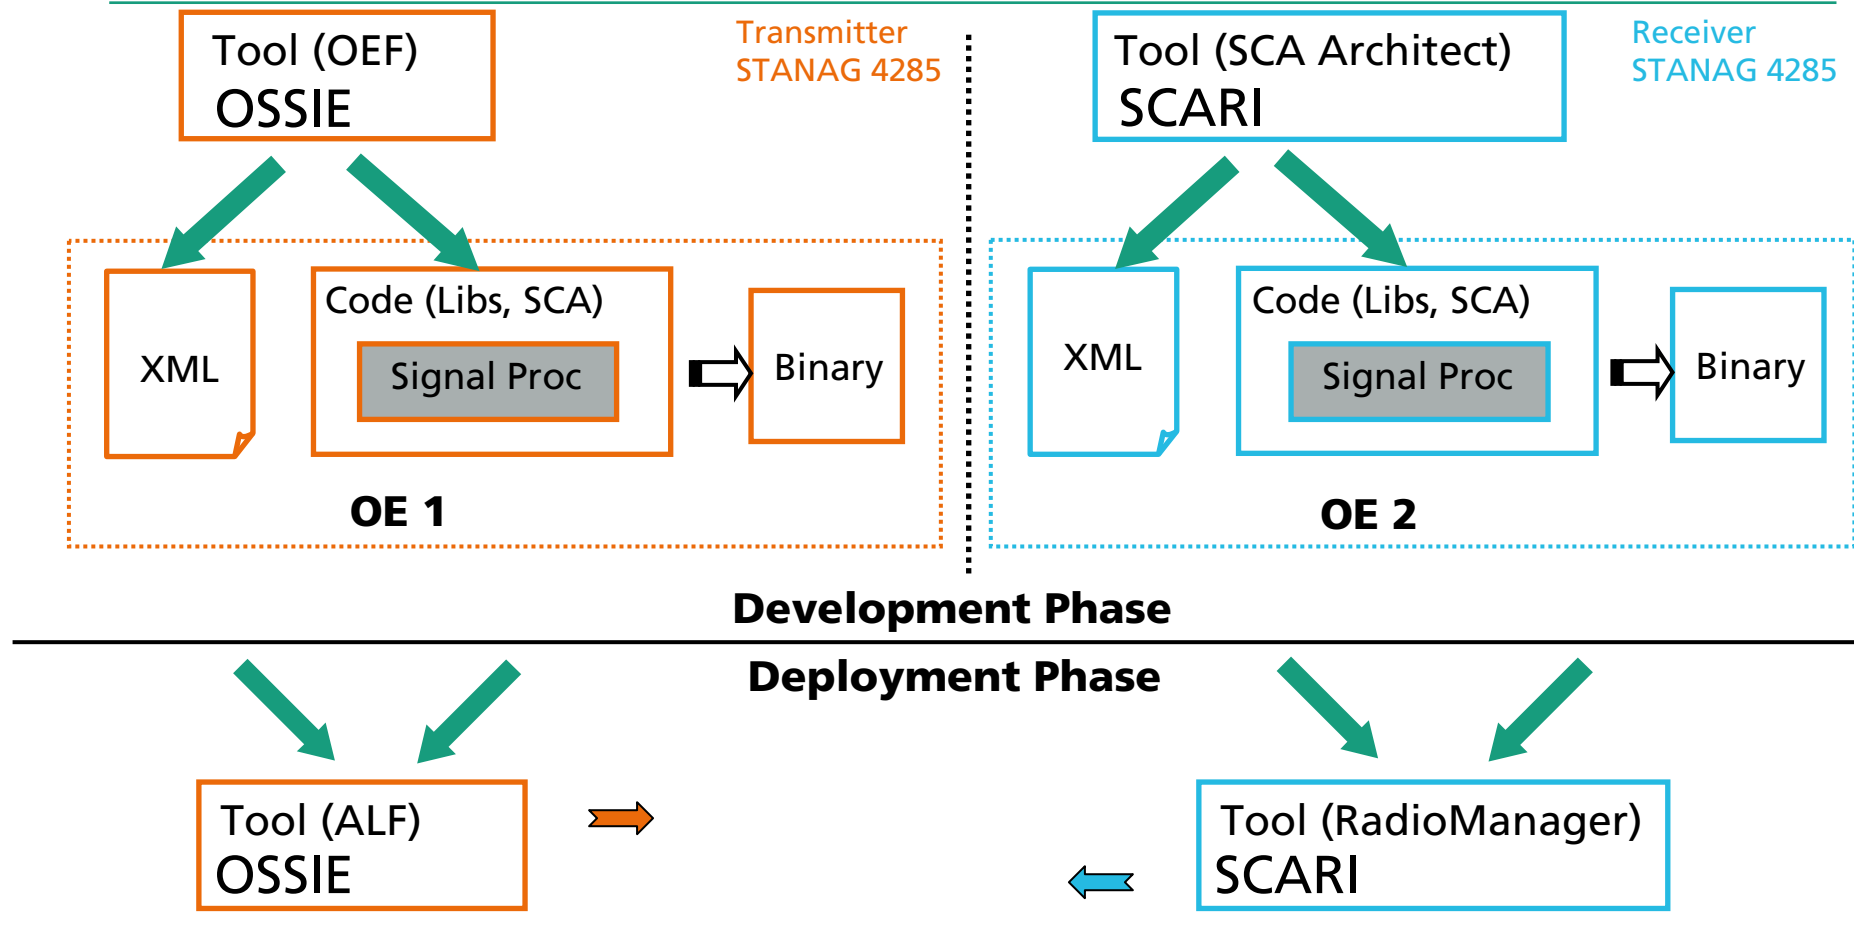 Tool (OEF)
OSSIE
Transmitter
STANAG 4285
XML
Code (Libs, SCA)
Signal Proc
Binary
OE 1
Tool (SCA Architect)
SCARI
Receiver
STANAG 4285
XML
Code (Libs, SCA)
Signal Proc
Binary
OE 2
Development Phase
Deployment Phase
Tool (ALF)
OSSIE
Tool (RadioManager)
SCARI